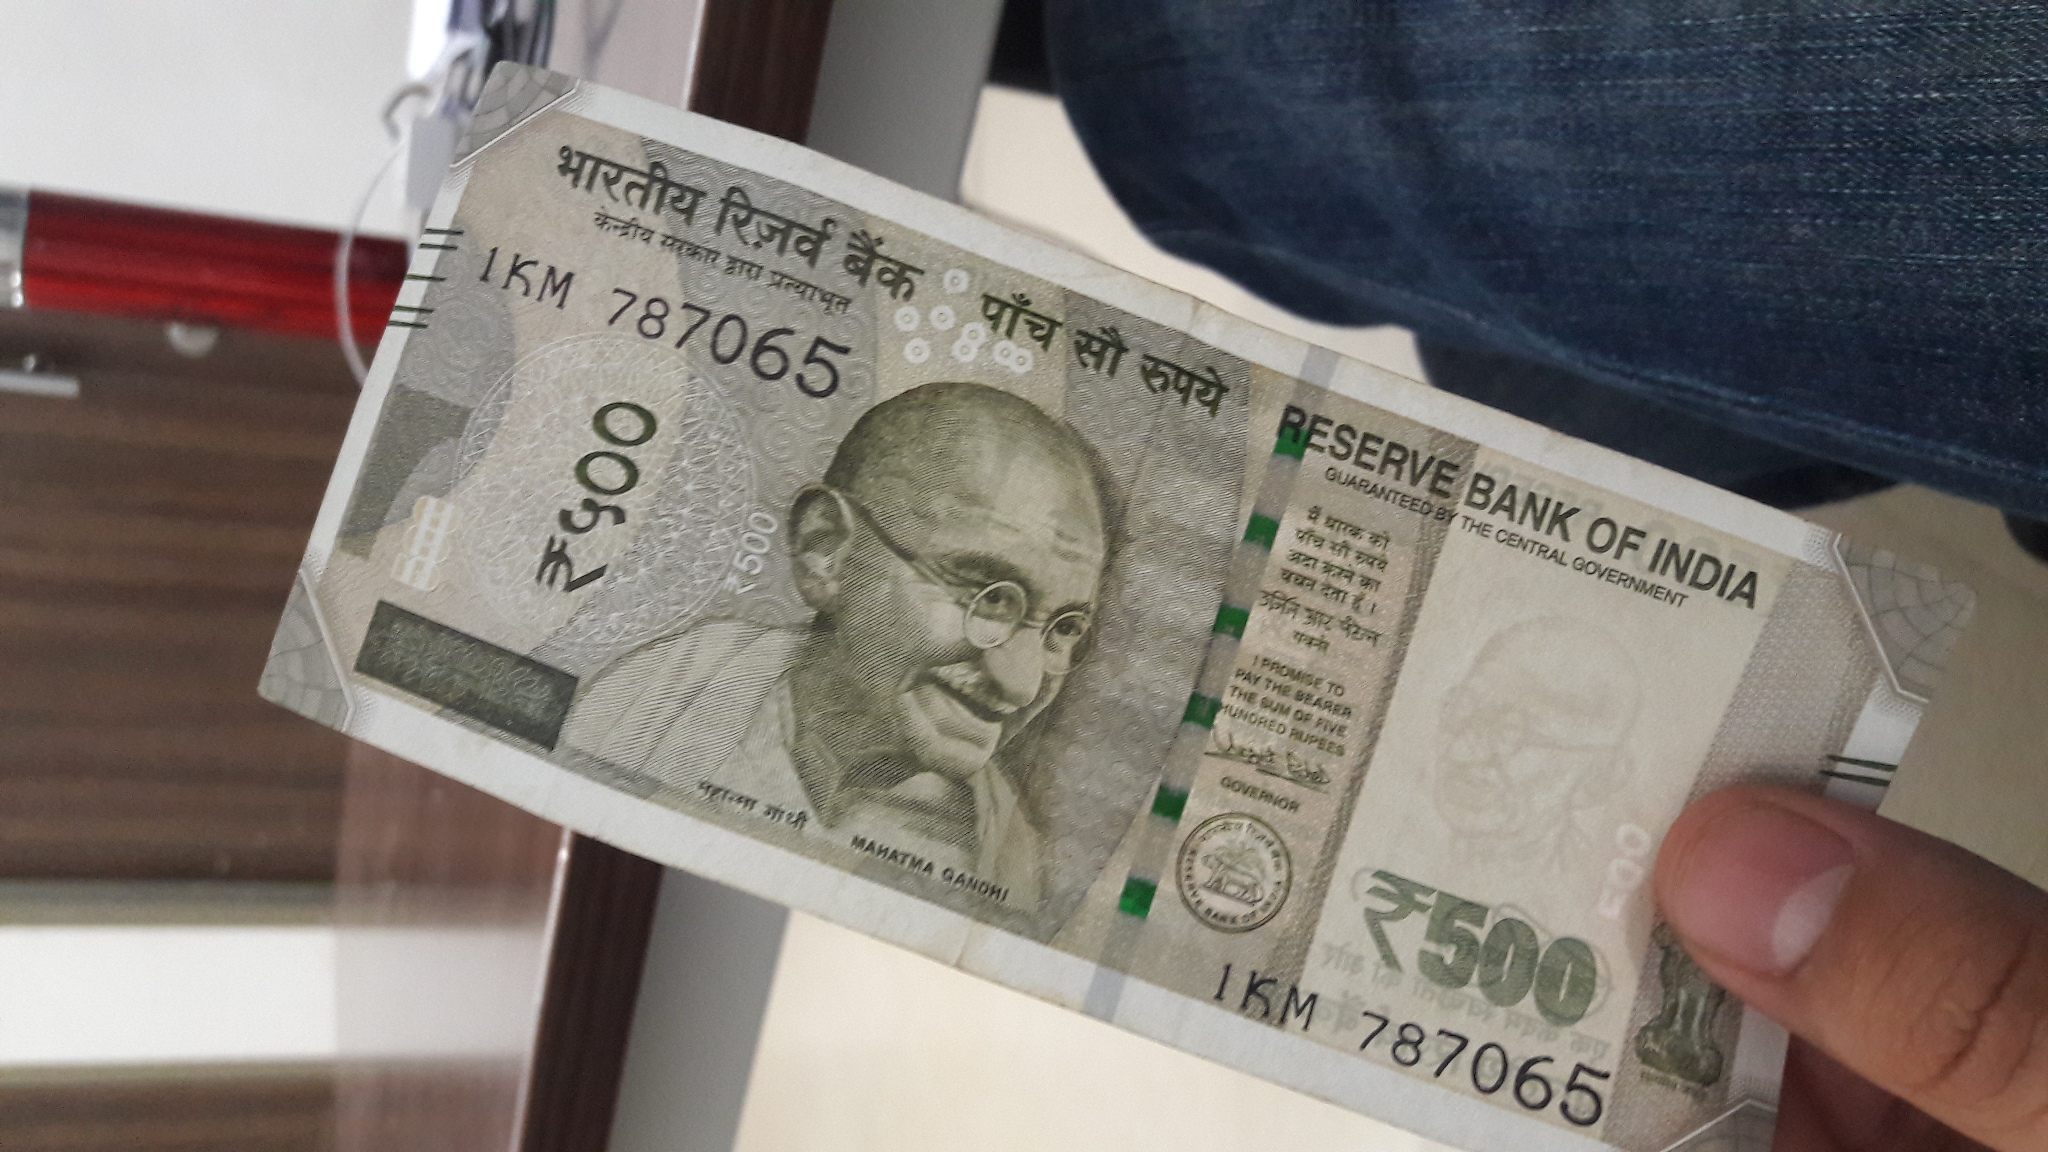 भारतीय रिज़र्व बैंक
केन्द्रीय सरकार द्वारा प्रत्याभूत
पाँच सौ रुपये
RESERVE BANK OF INDIA
GUARANTEED BY THE CENTRAL GOVERNMENT
1KM 787065
₹५००
₹500
महात्मा गांधी
MAHATMA GANDHI
मैं धारक को
पाँच सौ रुपये
अदा करने का
वचन देता हूँ ।
I PROMISE TO
PAY THE BEARER
THE SUM OF FIVE
HUNDRED RUPEES
GOVERNOR
₹500
1KM 787065